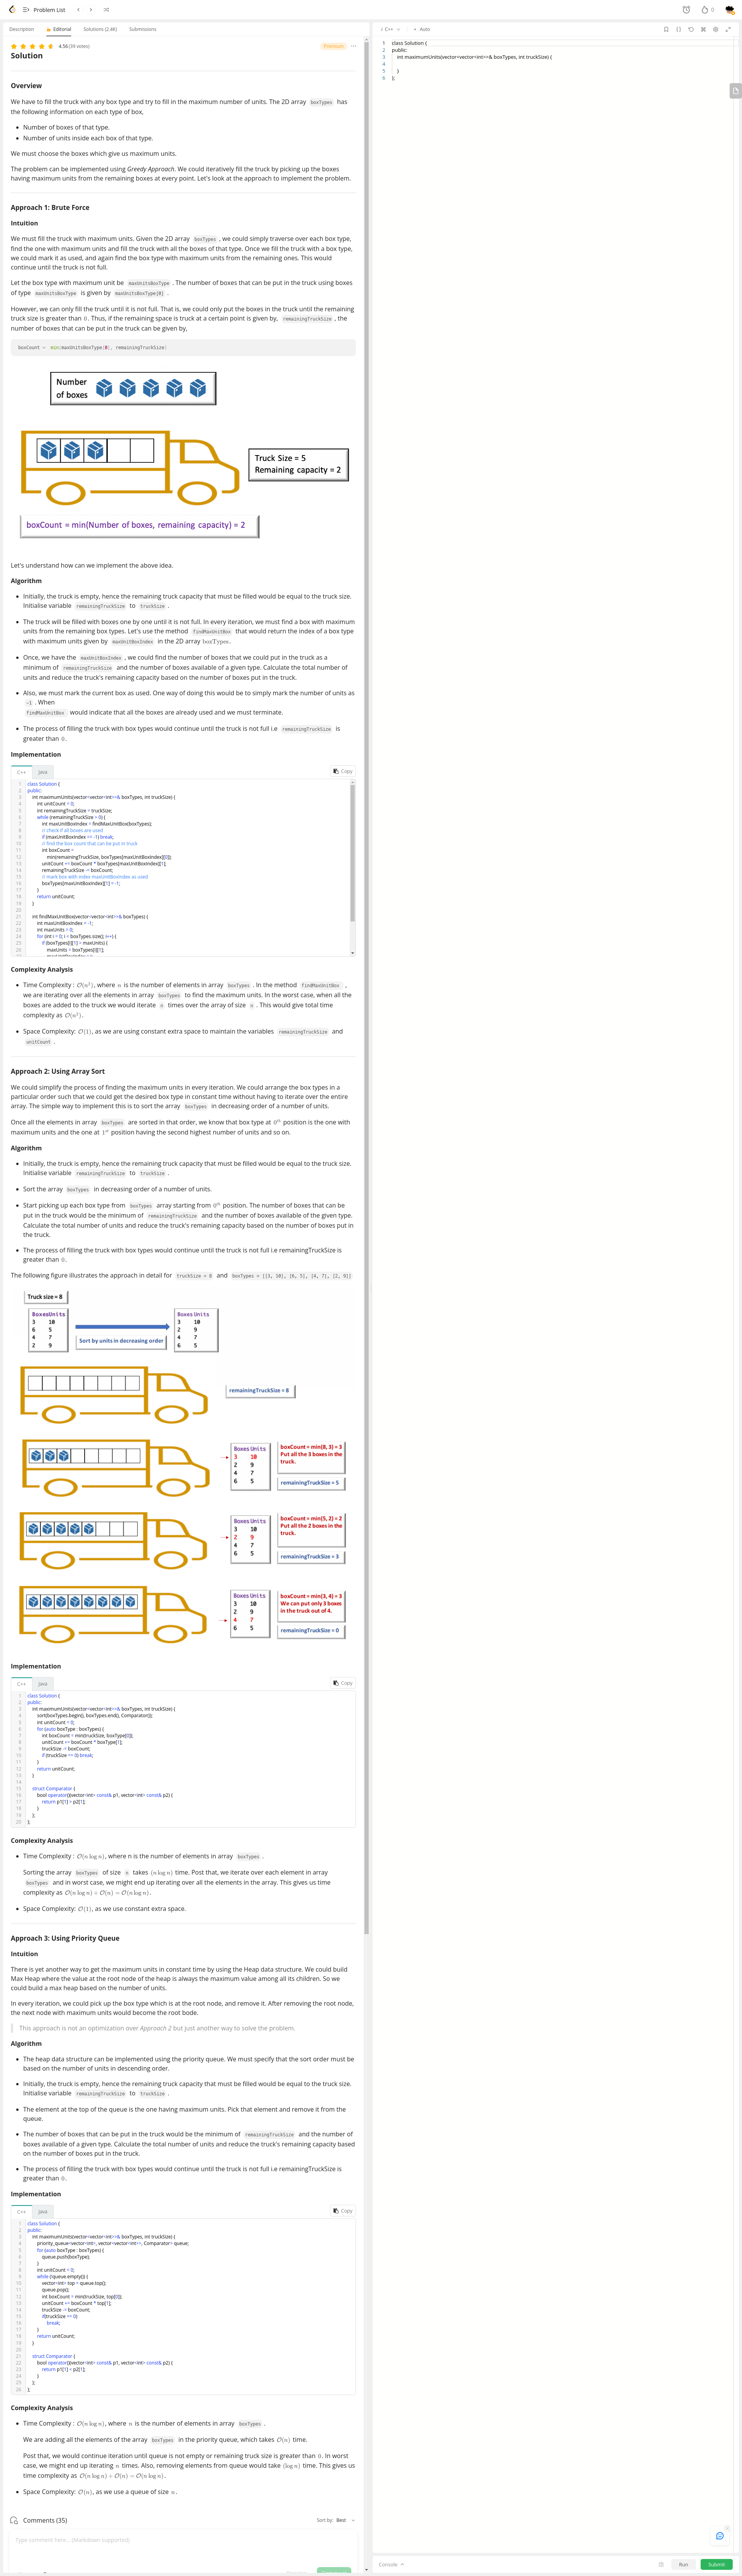 Problem List
0
Description
Editorial
Solutions (2.4K)
Submissions
4.56 (39 votes)
Premium
Solution
Overview
We have to fill the truck with any box type and try to fill in the maximum number of units. The 2D array boxTypes has
the following information on each type of box,
• Number of boxes of that type.
• Number of units inside each box of that type.
We must choose the boxes which give us maximum units.
The problem can be implemented using Greedy Approach. We could iteratively fill the truck by picking up the boxes
having maximum units from the remaining boxes at every point. Let's look at the approach to implement the problem.
Approach 1: Brute Force
Intuition
We must fill the truck with maximum units. Given the 2D array boxTypes , we could simply traverse over each box type,
find the one with maximum units and fill the truck with all the boxes of that type. Once we fill the truck with a box type,
we could mark it as used, and again find the box type with maximum units from the remaining ones. This would
continue until the truck is not full.
Let the box type with maximum unit be maxUnitsBoxType . The number of boxes that can be put in the truck using boxes
of type maxUnitsBoxType is given by maxUnitsBoxType[0] .
However, we can only fill the truck until it is not full. That is, we could only put the boxes in the truck until the remaining
truck size is greater than 0. Thus, if the remaining space is truck at a certain point is given by, remainingTruckSize , the
number of boxes that can be put in the truck can be given by,
boxCount = min(maxUnitsBoxType[0], remainingTruckSize)
Number
of boxes
Truck Size = 5
Remaining capacity = 2
boxCount = min(Number of boxes, remaining capacity) = 2
Let's understand how can we implement the above idea.
Algorithm
• Initially, the truck is empty, hence the remaining truck capacity that must be filled would be equal to the truck size.
Initialise variable remainingTruckSize to truckSize .
• The truck will be filled with boxes one by one until it is not full. In every iteration, we must find a box with maximum
units from the remaining box types. Let's use the method findMaxUnitBox that would return the index of a box type
with maximum units given by maxUnitBoxIndex in the 2D array boxTypes.
• Once, we have the maxUnitBoxIndex , we could find the number of boxes that we could put in the truck as a
minimum of remainingTruckSize and the number of boxes available of a given type. Calculate the total number of
units and reduce the truck's remaining capacity based on the number of boxes put in the truck.
• Also, we must mark the current box as used. One way of doing this would be to simply mark the number of units as
-1 . When
findMaxUnitBox would indicate that all the boxes are already used and we must terminate.
• The process of filling the truck with box types would continue until the truck is not full i.e remainingTruckSize is
greater than 0.
Implementation
C++ Java
Copy
1 class Solution {
2 public:
3 int maximumUnits(vector<vector<int>>& boxTypes, int truckSize) {
4 int unitCount = 0;
5 int remainingTruckSize = truckSize;
6 while (remainingTruckSize > 0) {
7 int maxUnitBoxIndex = findMaxUnitBox(boxTypes);
8 // check if all boxes are used
9 if (maxUnitBoxIndex == -1) break;
10 // find the box count that can be put in truck
11 int boxCount =
12 min(remainingTruckSize, boxTypes[maxUnitBoxIndex][0]);
13 unitCount += boxCount * boxTypes[maxUnitBoxIndex][1];
14 remainingTruckSize -= boxCount;
15 // mark box with index maxUnitBoxIndex as used
16 boxTypes[maxUnitBoxIndex][1] = -1;
17 }
18 return unitCount;
19 }
20
21 int findMaxUnitBox(vector<vector<int>>& boxTypes) {
22 int maxUnitBoxIndex = -1;
23 int maxUnits = 0;
24 for (int i = 0; i < boxTypes.size(); i++) {
25 if (boxTypes[i][1] > maxUnits) {
26 maxUnits = boxTypes[i][1];
Complexity Analysis
• Time Complexity : O(n²), where n is the number of elements in array boxTypes . In the method findMaxUnitBox ,
we are iterating over all the elements in array boxTypes to find the maximum units. In the worst case, when all the
boxes are added to the truck we would iterate n times over the array of size n . This would give total time
complexity as O(n²).
• Space Complexity: O(1), as we are using constant extra space to maintain the variables remainingTruckSize and
unitCount .
Approach 2: Using Array Sort
We could simplify the process of finding the maximum units in every iteration. We could arrange the box types in a
particular order such that we could get the desired box type in constant time without having to iterate over the entire
array. The simple way to implement this is to sort the array boxTypes in decreasing order of a number of units.
Once all the elements in array boxTypes are sorted in that order, we know that box type at 0ᵗʰ position is the one with
maximum units and the one at 1ˢᵗ position having the second highest number of units and so on.
Algorithm
• Initially, the truck is empty, hence the remaining truck capacity that must be filled would be equal to the truck size.
Initialise variable remainingTruckSize to truckSize .
• Sort the array boxTypes in decreasing order of a number of units.
• Start picking up each box type from boxTypes array starting from 0ᵗʰ position. The number of boxes that can be
put in the truck would be the minimum of remainingTruckSize and the number of boxes available of the given type.
Calculate the total number of units and reduce the truck's remaining capacity based on the number of boxes put in
the truck.
• The process of filling the truck with box types would continue until the truck is not full i.e remainingTruckSize is
greater than 0.
The following figure illustrates the approach in detail for truckSize = 8 and boxTypes = [[3, 10], [6, 5], [4, 7], [2, 9]]
Truck size = 8
Boxes Units
3 10
6 5
4 7
2 9
Sort by units in decreasing order
Boxes Units
3 10
2 9
4 7
6 5
remainingTruckSize = 8
Boxes Units
3 10
2 9
4 7
6 5
boxCount = min(8, 3) = 3
Put all the 3 boxes in the
truck.
remainingTruckSize = 5
Boxes Units
3 10
2 9
4 7
6 5
boxCount = min(5, 2) = 2
Put all the 2 boxes in the
truck.
remainingTruckSize = 3
Boxes Units
3 10
2 9
4 7
6 5
boxCount = min(3, 4) = 3
We can put only 3 boxes
in the truck out of 4.
remainingTruckSize = 0
Implementation
C++ Java
Copy
1 class Solution {
2 public:
3 int maximumUnits(vector<vector<int>>& boxTypes, int truckSize) {
4 sort(boxTypes.begin(), boxTypes.end(), Comparator());
5 int unitCount = 0;
6 for (auto boxType : boxTypes) {
7 int boxCount = min(truckSize, boxType[0]);
8 unitCount += boxCount * boxType[1];
9 truckSize -= boxCount;
10 if (truckSize == 0) break;
11 }
12 return unitCount;
13 }
14
15 struct Comparator {
16 bool operator()(vector<int> const& p1, vector<int> const& p2) {
17 return p1[1] > p2[1];
18 }
19 };
20 };
Complexity Analysis
• Time Complexity : O(n log n), where n is the number of elements in array boxTypes .
Sorting the array boxTypes of size n takes (n log n) time. Post that, we iterate over each element in array
boxTypes and in worst case, we might end up iterating over all the elements in the array. This gives us time
complexity as O(n log n) + O(n) = O(n log n).
• Space Complexity: O(1), as we use constant extra space.
Approach 3: Using Priority Queue
Intuition
There is yet another way to get the maximum units in constant time by using the Heap data structure. We could build
Max Heap where the value at the root node of the heap is always the maximum value among all its children. So we
could build a max heap based on the number of units.
In every iteration, we could pick up the box type which is at the root node, and remove it. After removing the root node,
the next node with maximum units would become the root body.
This approach is not an optimization over Approach 2 but just another way to solve the problem.
Algorithm
• The heap data structure can be implemented using the priority queue. We must specify that the sort order must be
based on the number of units in descending order.
• Initially, the truck is empty, hence the remaining truck capacity that must be filled would be equal to the truck size.
Initialise variable remainingTruckSize to truckSize .
• The element at the top of the queue is the one having maximum units. Pick that element and remove it from the
queue.
• The number of boxes that can be put in the truck would be the minimum of remainingTruckSize and the number of
boxes available of a given type. Calculate the total number of units and reduce the truck's remaining capacity based
on the number of boxes put in the truck.
• The process of filling the truck with box types would continue until the truck is not full i.e remainingTruckSize is
greater than 0.
Implementation
C++ Java
Copy
1 class Solution {
2 public:
3 int maximumUnits(vector<vector<int>>& boxTypes, int truckSize) {
4 priority_queue<vector<int>, vector<vector<int>>, Comparator> queue;
5 for (auto boxType : boxTypes) {
6 queue.push(boxType);
7 }
8 int unitCount = 0;
9 while (!queue.empty()) {
10 vector<int> top = queue.top();
11 queue.pop();
12 int boxCount = min(truckSize, top[0]);
13 unitCount += boxCount * top[1];
14 truckSize -= boxCount;
15 if(truckSize == 0)
16 break;
17 }
18 return unitCount;
19 }
20
21 struct Comparator {
22 bool operator()(vector<int> const& p1, vector<int> const& p2) {
23 return p1[1] < p2[1];
24 }
25 };
26 };
Complexity Analysis
• Time Complexity : O(n log n), where n is the number of elements in array boxTypes .
We are adding all the elements of the array boxTypes in the priority queue, which takes O(n) time.
Post that, we would continue iteration until queue is not empty or remaining truck size is greater than 0. In worst
case, we might end up iterating n times. Also, removing elements from queue would take (log n) time. This gives us
time complexity as O(n log n) + O(n) = O(n log n).
• Space Complexity: O(n), as we use a queue of size n.
Comments (35)
Sort by: Best
Type comment here... (Markdown supported)
C++
Auto
1 class Solution {
2 public:
3 int maximumUnits(vector<vector<int>>& boxTypes, int truckSize) {
4
5 }
6 };
Console
Run
Submit